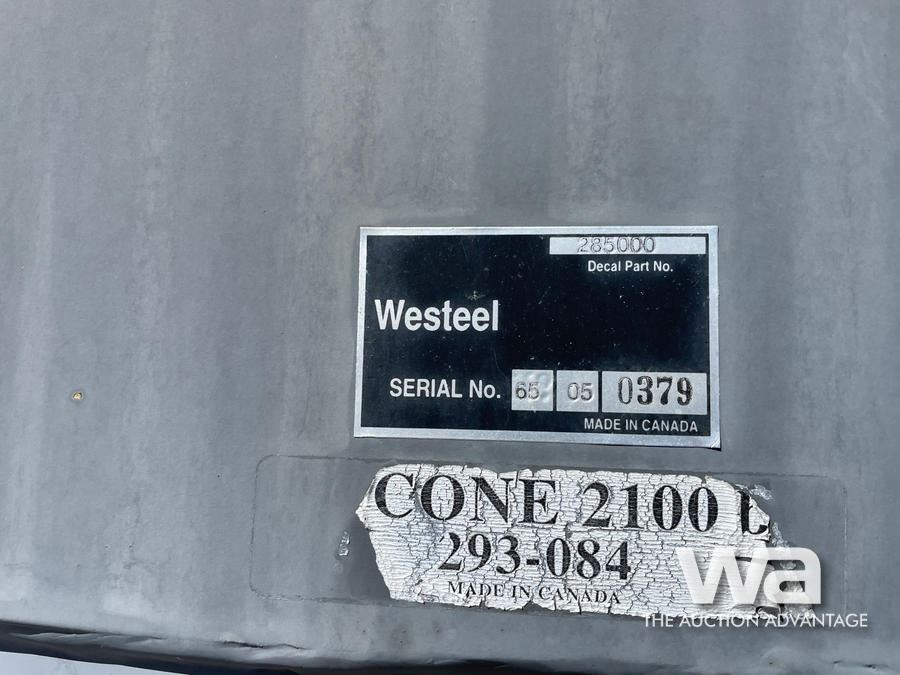 285000
Decal Part No.
Westeel
SERIAL No. 65 05 0379
MADE IN CANADA
CONE 2100
293-084
MADE IN CANADA
wa
THE AUCTION ADVANTAGE